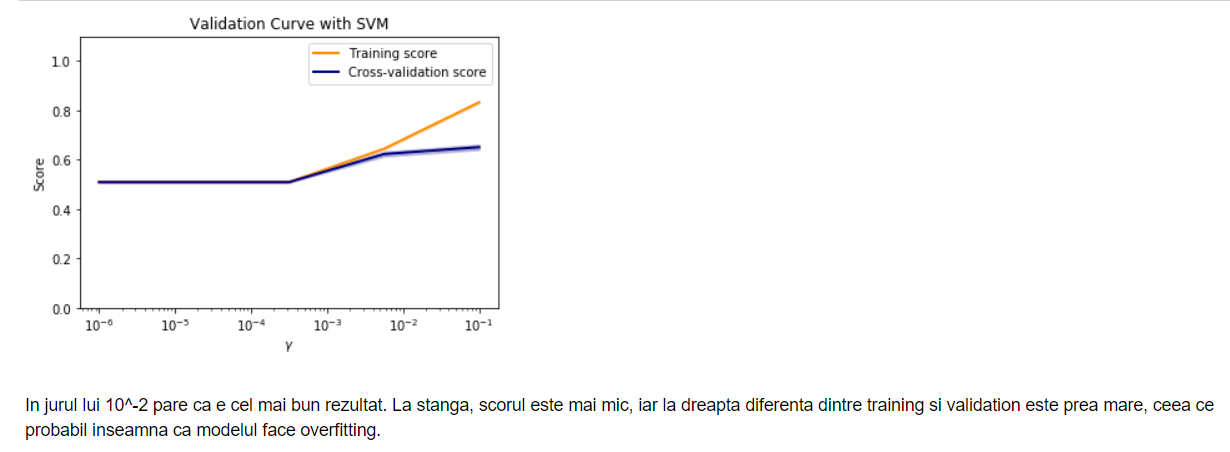 Validation Curve with SVM
Training score
Cross-validation score
1.0
0.8
0.6
0.4
0.2
0.0
Score
10⁻⁶ 10⁻⁵ 10⁻⁴ 10⁻³ 10⁻² 10⁻¹
γ
In jurul lui 10^-2 pare ca e cel mai bun rezultat. La stanga, scorul este mai mic, iar la dreapta diferenta dintre training si validation este prea mare, ceea ce
probabil inseamna ca modelul face overfitting.